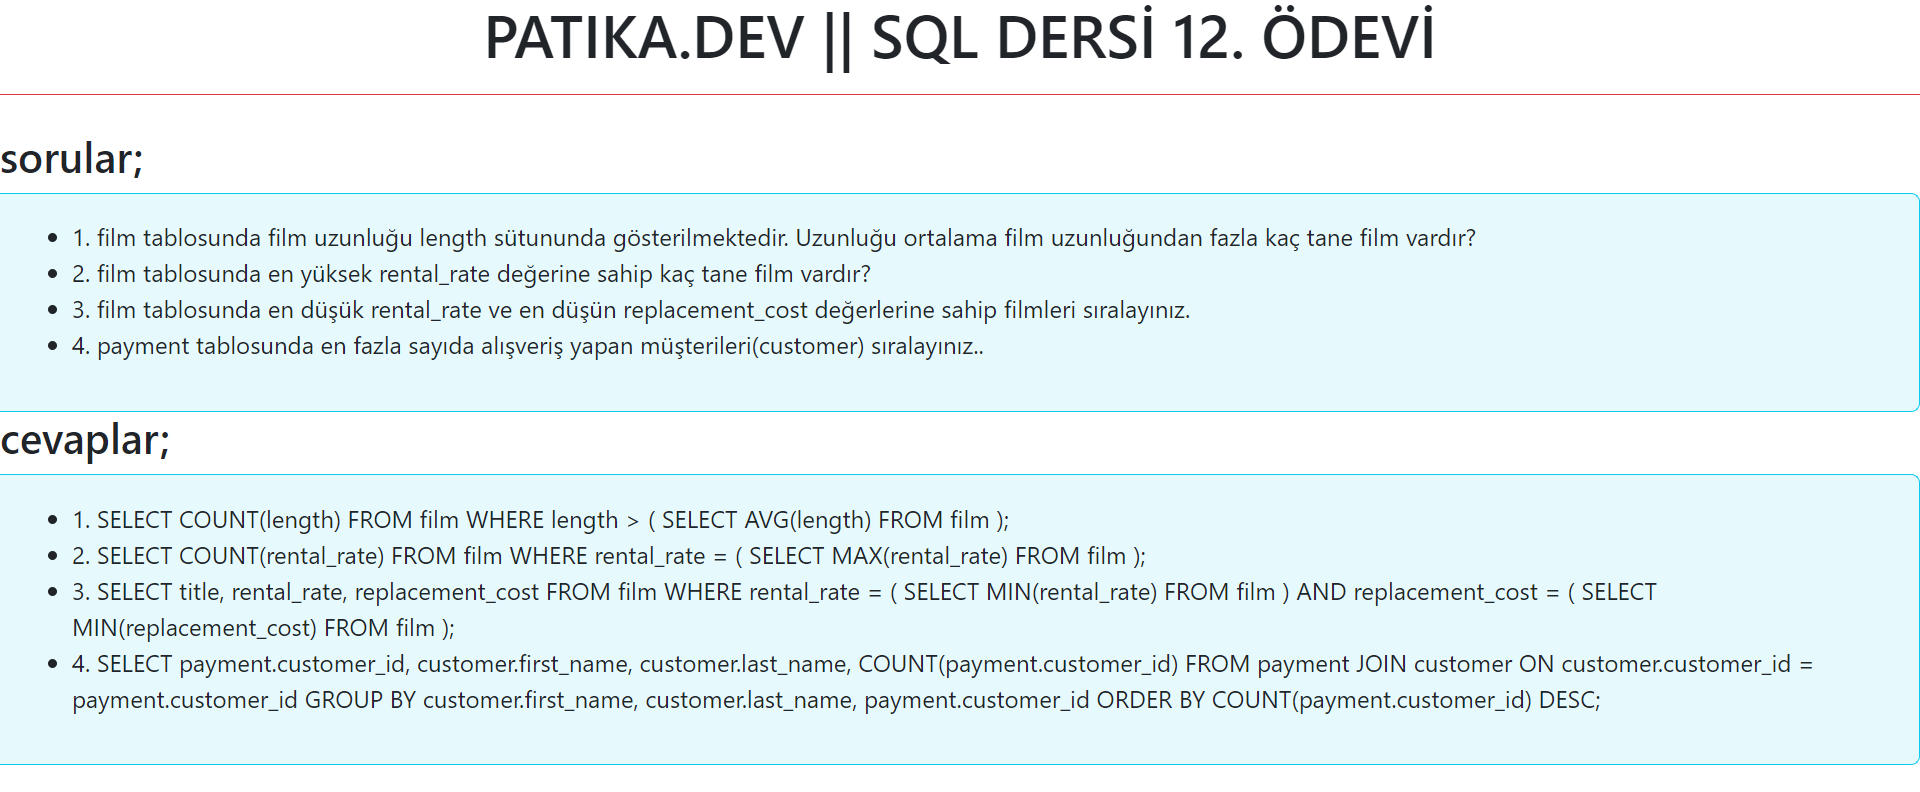 PATIKA.DEV || SQL DERSİ 12. ÖDEVİ
sorular;
• 1. film tablosunda film uzunluğu length sütununda gösterilmektedir. Uzunluğu ortalama film uzunluğundan fazla kaç tane film vardır?
• 2. film tablosunda en yüksek rental_rate değerine sahip kaç tane film vardır?
• 3. film tablosunda en düşük rental_rate ve en düşün replacement_cost değerlerine sahip filmleri sıralayınız.
• 4. payment tablosunda en fazla sayıda alışveriş yapan müşterileri(customer) sıralayınız..
cevaplar;
• 1. SELECT COUNT(length) FROM film WHERE length > ( SELECT AVG(length) FROM film );
• 2. SELECT COUNT(rental_rate) FROM film WHERE rental_rate = ( SELECT MAX(rental_rate) FROM film );
• 3. SELECT title, rental_rate, replacement_cost FROM film WHERE rental_rate = ( SELECT MIN(rental_rate) FROM film ) AND replacement_cost = ( SELECT
MIN(replacement_cost) FROM film );
• 4. SELECT payment.customer_id, customer.first_name, customer.last_name, COUNT(payment.customer_id) FROM payment JOIN customer ON customer.customer_id =
payment.customer_id GROUP BY customer.first_name, customer.last_name, payment.customer_id ORDER BY COUNT(payment.customer_id) DESC;